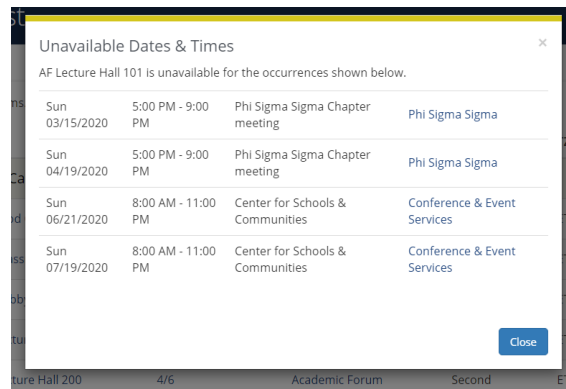 st
Unavailable Dates & Times ×
AF Lecture Hall 101 is unavailable for the occurrences shown below.
Sun 5:00 PM - 9:00 Phi Sigma Sigma Chapter Phi Sigma Sigma
03/15/2020 PM meeting
Sun 5:00 PM - 9:00 Phi Sigma Sigma Chapter Phi Sigma Sigma
04/19/2020 PM meeting
Sun 8:00 AM - 11:00 Center for Schools & Conference & Event
06/21/2020 PM Communities Services
Sun 8:00 AM - 11:00 Center for Schools & Conference & Event
07/19/2020 PM Communities Services
Close
ture Hall 200 4/6 Academic Forum Second